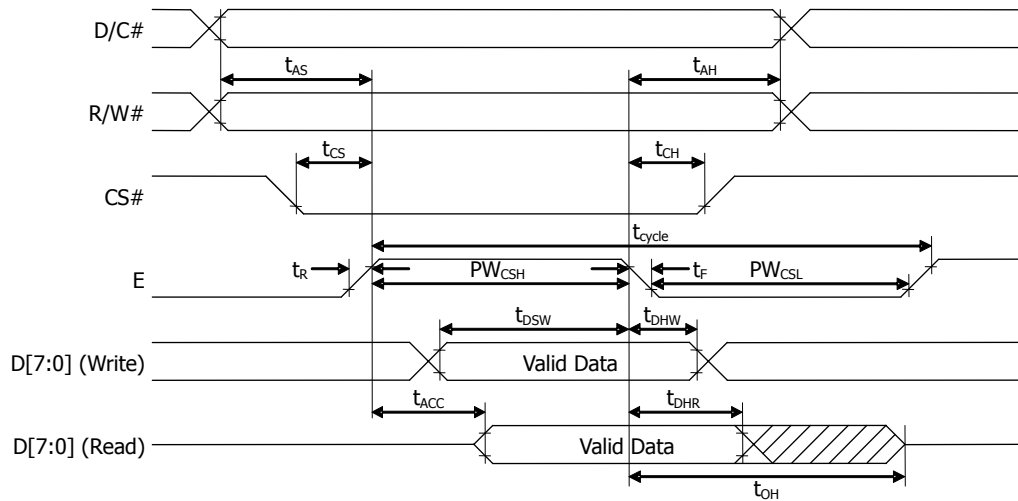 D/C#
tAS tAH
R/W#
tCS tCH
CS#
tcycle
E tR PWCSH tF PWCSL
tDSW tDHW
D[7:0] (Write) Valid Data
tACC tDHR
D[7:0] (Read) Valid Data
tOH